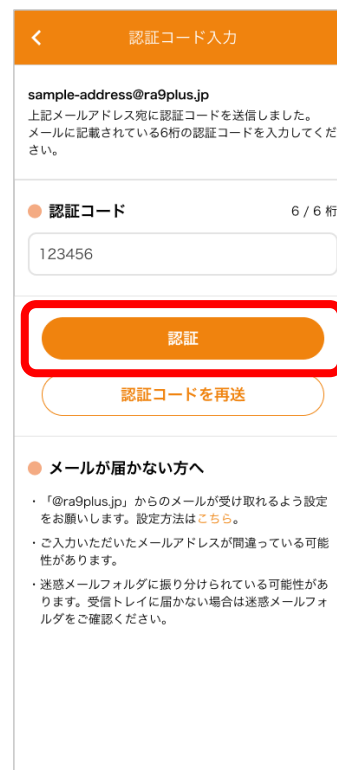 認証コード入力
sample-address@ra9plus.jp
上記メールアドレス宛に認証コードを送信しました。
メールに記載されている6桁の認証コードを入力してくだ
さい。
認証コード 6 / 6 桁
123456
認証
認証コードを再送
メールが届かない方へ
・「@ra9plus.jp」からのメールが受け取れるよう設定
をお願いします。設定方法はこちら。
・ご入力いただいたメールアドレスが間違っている可能
性があります。
・迷惑メールフォルダに振り分けられている可能性があ
ります。受信トレイに届かない場合は迷惑メールフォ
ルダをご確認ください。